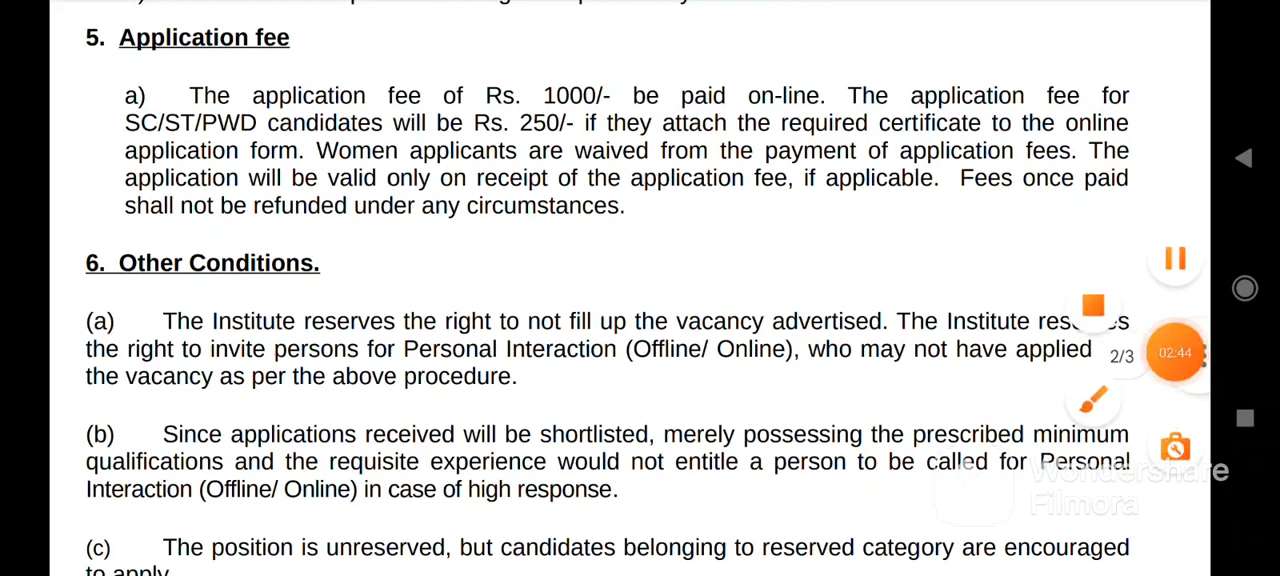 5. Application fee
a) The application fee of Rs. 1000/- be paid on-line. The application fee for
SC/ST/PWD candidates will be Rs. 250/- if they attach the required certificate to the online
application form. Women applicants are waived from the payment of application fees. The
application will be valid only on receipt of the application fee, if applicable. Fees once paid
shall not be refunded under any circumstances.
6. Other Conditions.
(a) The Institute reserves the right to not fill up the vacancy advertised. The Institute
the right to invite persons for Personal Interaction (Offline/ Online), who may not have applied
2/3
02:44
the vacancy as per the above procedure.
(b) Since applications received will be shortlisted, merely possessing the prescribed minimum
qualifications and the requisite experience would not entitle a person to be called for Personal
Interaction (Offline/ Online) in case of high response.
Wondershare
Filmora
(c) The position is unreserved, but candidates belonging to reserved category are encouraged
to apply